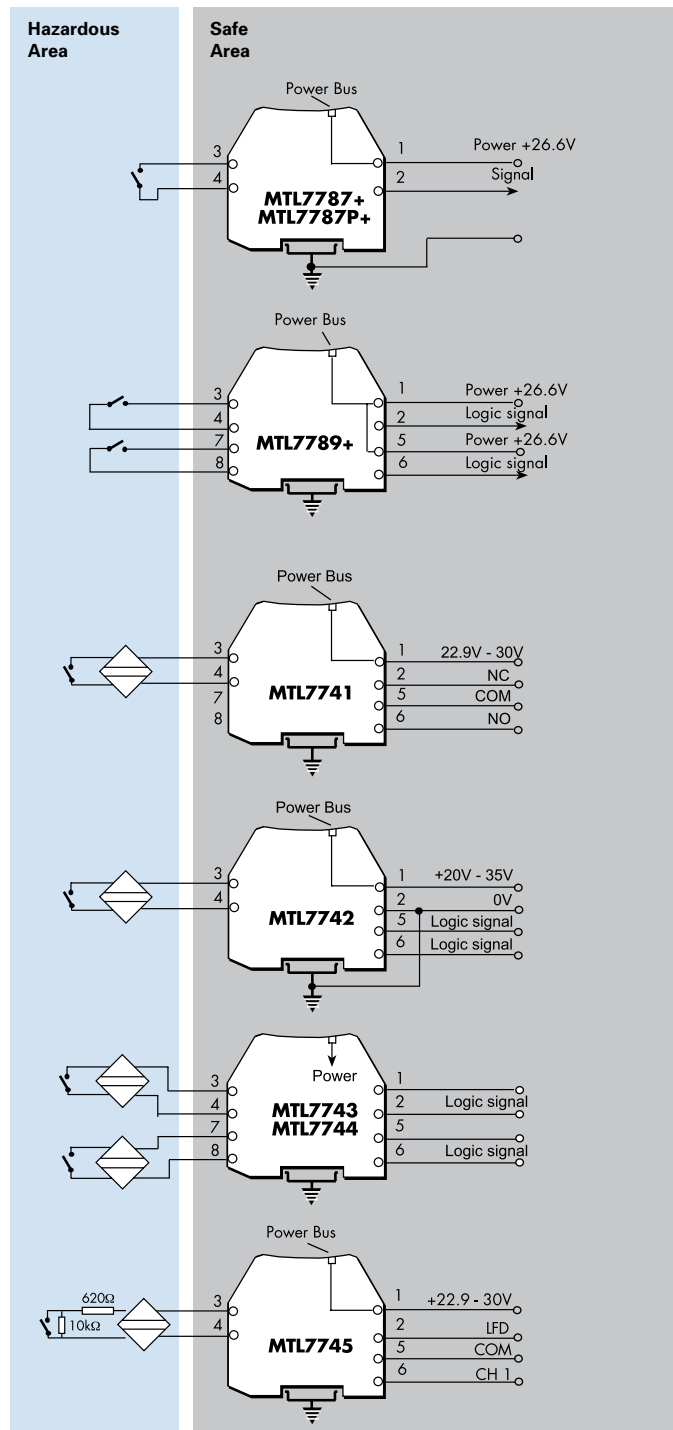 Hazardous
Area
Safe
Area
Power Bus
3
4
MTL7787+
MTL7787P+
1
Power +26.6V
2
Signal
Power Bus
3
4
7
8
MTL7789+
1
Power +26.6V
2
Logic signal
5
Power +26.6V
6
Logic signal
Power Bus
3
4
7
8
MTL7741
1
22.9V - 30V
2
NC
5
COM
6
NO
Power Bus
3
4
MTL7742
1
+20V - 35V
2
0V
5
Logic signal
6
Logic signal
Power
3
4
7
8
MTL7743
MTL7744
1
2
Logic signal
5
6
Logic signal
Power Bus
620Ω
10kΩ
3
4
MTL7745
1
+22.9 - 30V
2
LFD
5
COM
6
CH 1